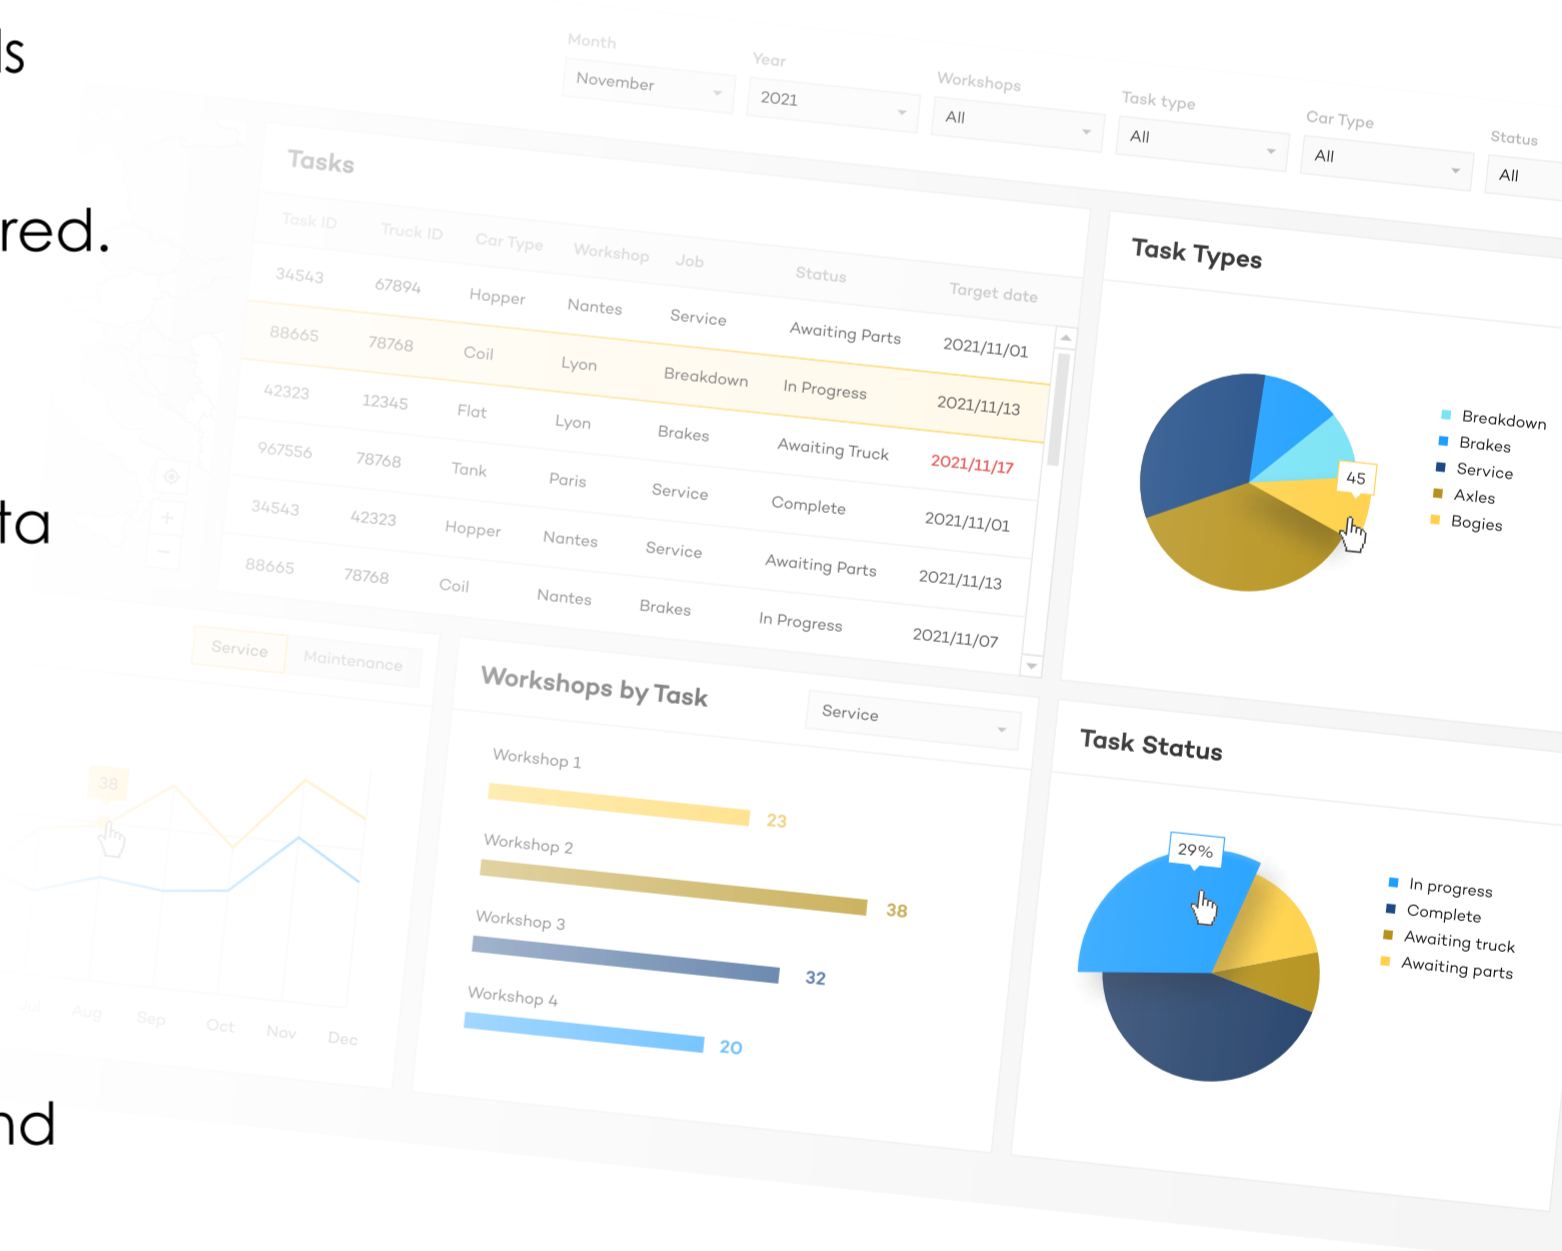 ls
red.
ta
nd
Month
November
Year
2021
Workshops
All
Task type
All
Car Type
All
Status
All
Tasks
Task ID Truck ID Car Type Workshop Job Status Target date
34543 67894 Hopper Nantes Service Awaiting Parts 2021/11/01
88665 78768 Coil Lyon Breakdown In Progress 2021/11/13
42323 12345 Flat Lyon Brakes Awaiting Truck 2021/11/17
967556 78768 Tank Paris Service Complete 2021/11/01
34543 42323 Hopper Nantes Service Awaiting Parts 2021/11/13
88665 78768 Coil Nantes Brakes In Progress 2021/11/07
Task Types
45
Breakdown
Brakes
Service
Axles
Bogies
Service Maintenance
38
Jul Aug Sep Oct Nov Dec
Workshops by Task
Service
Workshop 1
23
Workshop 2
38
Workshop 3
32
Workshop 4
20
Task Status
29%
In progress
Complete
Awaiting truck
Awaiting parts